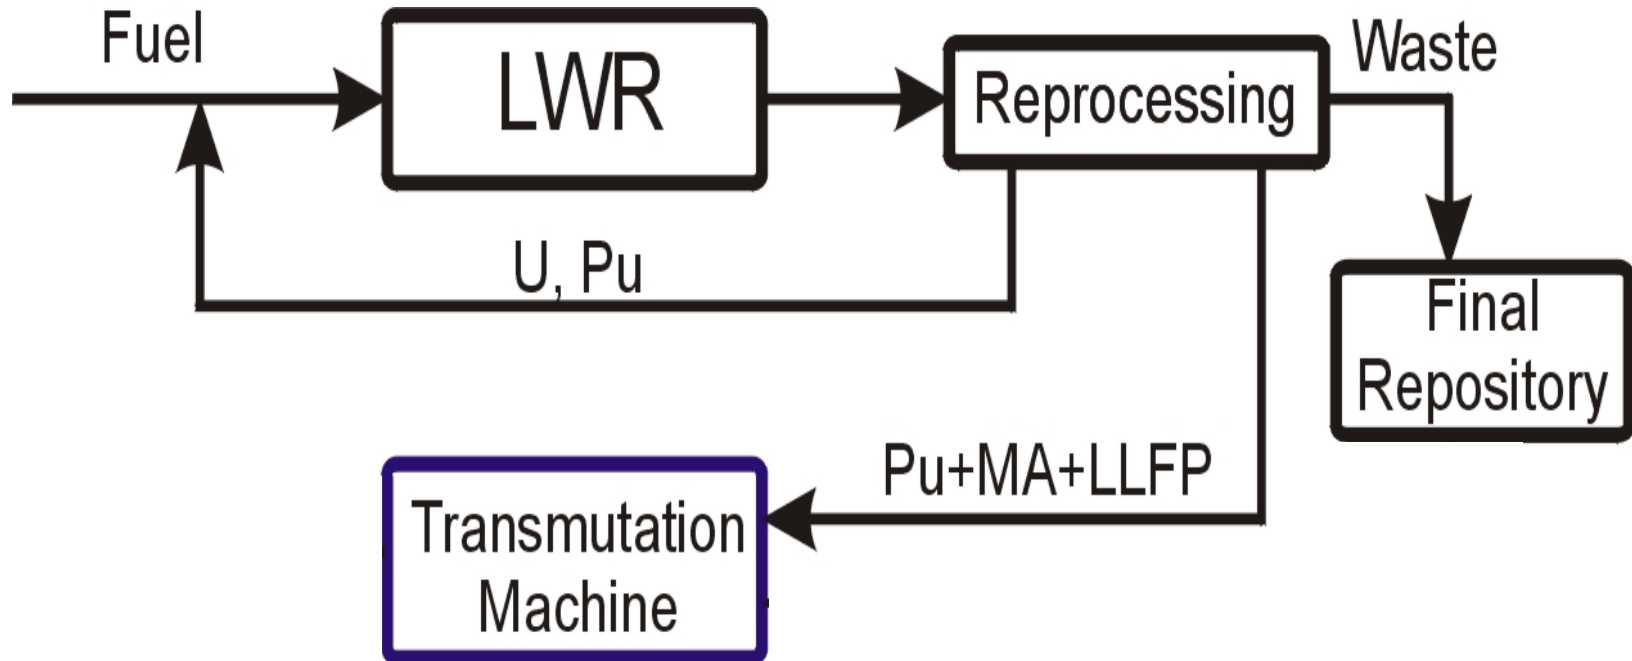 Fuel
LWR
Reprocessing
Waste
U, Pu
Final
Repository
Pu+MA+LLFP
Transmutation
Machine